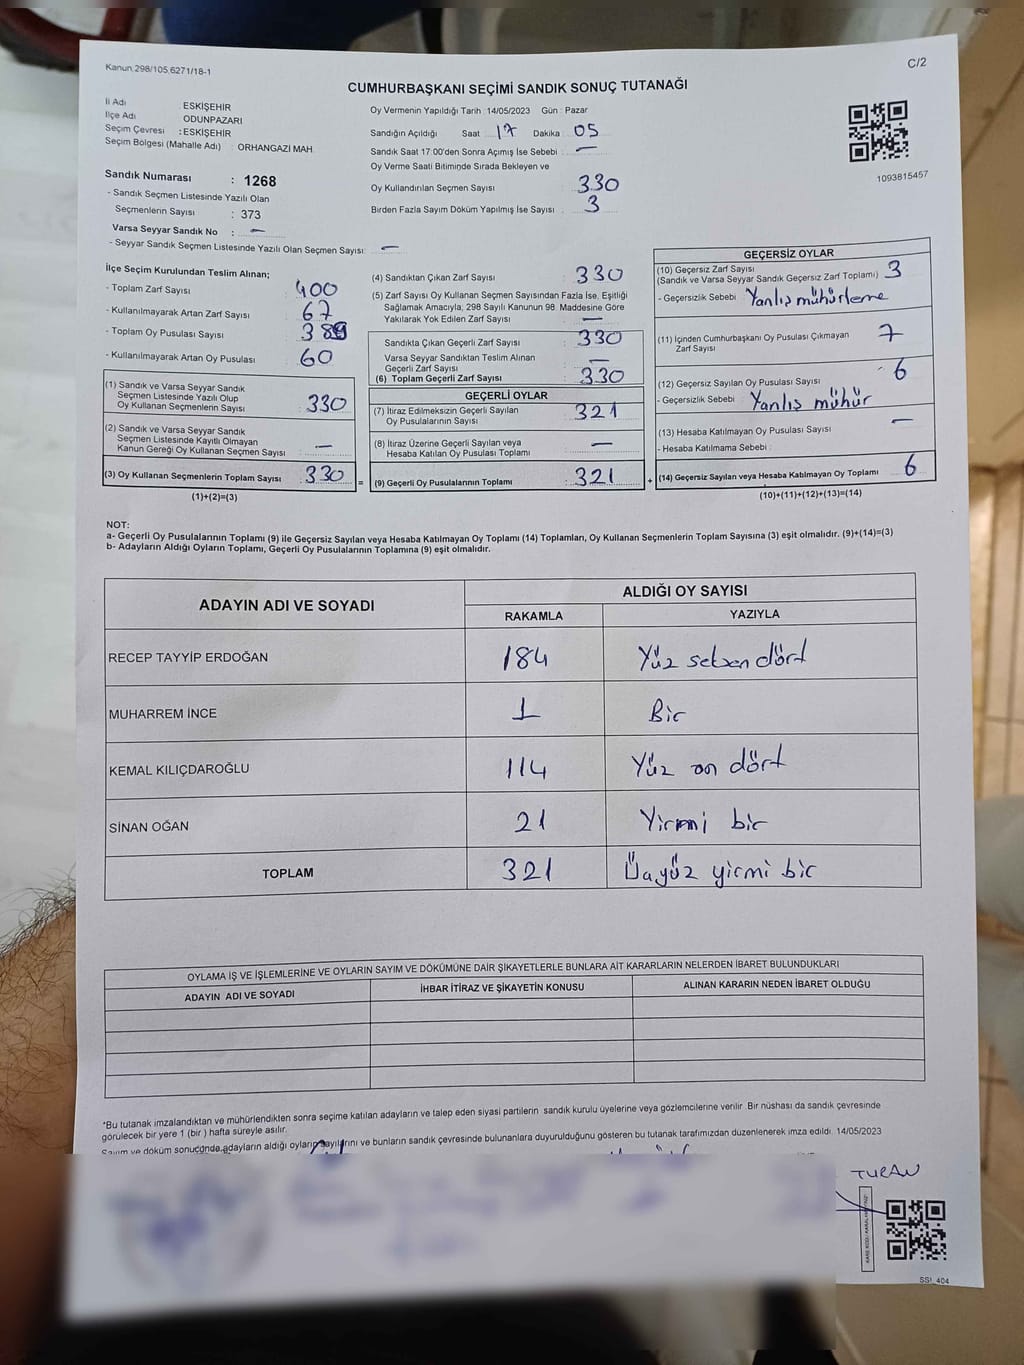 Kanun 298/105,6271/18-1
C/2
CUMHURBAŞKANI SEÇİMİ SANDIK SONUÇ TUTANAĞI
İl Adı : ESKİŞEHİR
İlçe Adı : ODUNPAZARI
Seçim Çevresi : ESKİŞEHİR
Seçim Bölgesi (Mahalle Adı) : ORHANGAZİ MAH.
Oy Vermenin Yapıldığı Tarih : 14/05/2023 Gün : Pazar
Sandığın Açıldığı Saat 17 Dakika 05
Sandık Saat 17:00'den Sonra Açımış İse Sebebi : —
Oy Verme Saati Bitiminde Sırada Bekleyen ve
Oy Kullandırılan Seçmen Sayısı 330
Birden Fazla Sayım Döküm Yapılmış İse Sayısı : 3
1093815457
Sandık Numarası : 1268
- Sandık Seçmen Listesinde Yazılı Olan
Seçmenlerin Sayısı : 373
Varsa Seyyar Sandık No : —
- Seyyar Sandık Seçmen Listesinde Yazılı Olan Seçmen Sayısı: —
İlçe Seçim Kurulundan Teslim Alınan;
- Toplam Zarf Sayısı : 400
- Kullanılmayarak Artan Zarf Sayısı : 67
- Toplam Oy Pusulası Sayısı :
- Kullanılmayarak Artan Oy Pusulası : 60
(1) Sandık ve Varsa Seyyar Sandık
Seçmen Listesinde Yazılı Olup
Oy Kullanan Seçmenlerin Sayısı : 330
(2) Sandık ve Varsa Seyyar Sandık
Seçmen Listesinde Kayıtlı Olmayan
Kanun Gereği Oy Kullanan Seçmen Sayısı : —
(3) Oy Kullanan Seçmenlerin Toplam Sayısı : 330 =
(1)+(2)=(3)
(4) Sandıktan Çıkan Zarf Sayısı : 330
(5) Zarf Sayısı Oy Kullanan Seçmen Sayısından Fazla İse, Eşitliği
Sağlamak Amacıyla, 298 Sayılı Kanunun 98. Maddesine Göre
Yakılarak Yok Edilen Zarf Sayısı : —
Sandıkta Çıkan Geçerli Zarf Sayısı : 330
Varsa Seyyar Sandıktan Teslim Alınan
Geçerli Zarf Sayısı : —
(6) Toplam Geçerli Zarf Sayısı : 330
GEÇERLİ OYLAR
(7) İtiraz Edilmeksizin Geçerli Sayılan
Oy Pusulalarının Sayısı : 321
(8) İtiraz Üzerine Geçerli Sayılan veya
Hesaba Katılan Oy Pusulası Toplamı : —
(9) Geçerli Oy Pusulalarının Toplamı : 321 +
GEÇERSİZ OYLAR
(10) Geçersiz Zarf Sayısı
(Sandık ve Varsa Seyyar Sandık Geçersiz Zarf Toplamı) : 3
- Geçersizlik Sebebi : Yanlış mühürleme
(11) İçinden Cumhurbaşkanı Oy Pusulası Çıkmayan
Zarf Sayısı : 7
(12) Geçersiz Sayılan Oy Pusulası Sayısı : 6
- Geçersizlik Sebebi : Yanlış mühür
(13) Hesaba Katılmayan Oy Pusulası Sayısı : —
- Hesaba Katılmama Sebebi :
(14) Geçersiz Sayılan veya Hesaba Katılmayan Oy Toplamı : 6
(10)+(11)+(12)+(13)=(14)
NOT:
a- Geçerli Oy Pusulalarının Toplamı (9) ile Geçersiz Sayılan veya Hesaba Katılmayan Oy Toplamı (14) Toplamları, Oy Kullanan Seçmenlerin Toplam Sayısına (3) eşit olmalıdır. (9)+(14)=(3)
b- Adayların Aldığı Oyların Toplamı, Geçerli Oy Pusulalarının Toplamına (9) eşit olmalıdır.
ADAYIN ADI VE SOYADI
ALDIĞI OY SAYISI
RAKAMLA YAZIYLA
RECEP TAYYİP ERDOĞAN 184 Yüz seksen dört
MUHARREM İNCE 1 Bir
KEMAL KILIÇDAROĞLU 114 Yüz on dört
SİNAN OĞAN 21 Yirmi bir
TOPLAM 321 Üçyüz yirmi bir
OYLAMA İŞ VE İŞLEMLERİNE VE OYLARIN SAYIM VE DÖKÜMÜNE DAİR ŞİKAYETLERLE BUNLARA AİT KARARLARIN NELERDEN İBARET BULUNDUKLARI
ADAYIN ADI VE SOYADI İHBAR İTİRAZ VE ŞİKAYETİN KONUSU ALINAN KARARIN NEDEN İBARET OLDUĞU
*Bu tutanak imzalandıktan ve mühürlendikten sonra seçime katılan adayların ve talep eden siyasi partilerin sandık kurulu üyelerine veya gözlemcilerine verilir. Bir nüshası da sandık çevresinde
görülecek bir yere 1 (bir ) hafta süreyle asılır.
Sayım ve döküm sonucunda adayların aldığı oyların sayılarını ve bunların sandık çevresinde bulunanlara duyurulduğunu gösteren bu tutanak tarafımızdan düzenlenerek imza edildi. 14/05/2023
TURAN
SSI_404